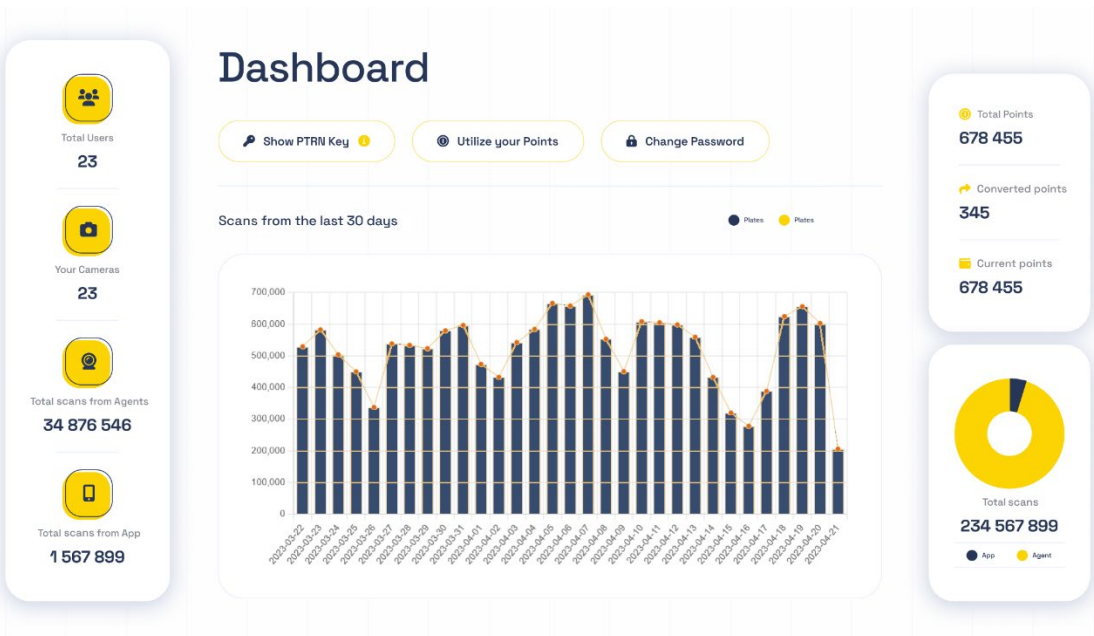 Total Users
23
Your Cameras
23
Total scans from Agents
34 876 546
Total scans from App
1 567 899
Dashboard
Show PTRN Key
Utilize your Points
Change Password
Scans from the last 30 days
Plates
Plates
700,000
600,000
500,000
400,000
300,000
200,000
100,000
0
2023-03-22
2023-03-23
2023-03-24
2023-03-25
2023-03-26
2023-03-27
2023-03-28
2023-03-29
2023-03-30
2023-03-31
2023-04-01
2023-04-02
2023-04-03
2023-04-04
2023-04-05
2023-04-06
2023-04-07
2023-04-08
2023-04-09
2023-04-10
2023-04-11
2023-04-12
2023-04-13
2023-04-14
2023-04-15
2023-04-16
2023-04-17
2023-04-18
2023-04-19
2023-04-20
2023-04-21
Total Points
678 455
Converted points
345
Current points
678 455
Total scans
234 567 899
App
Agent